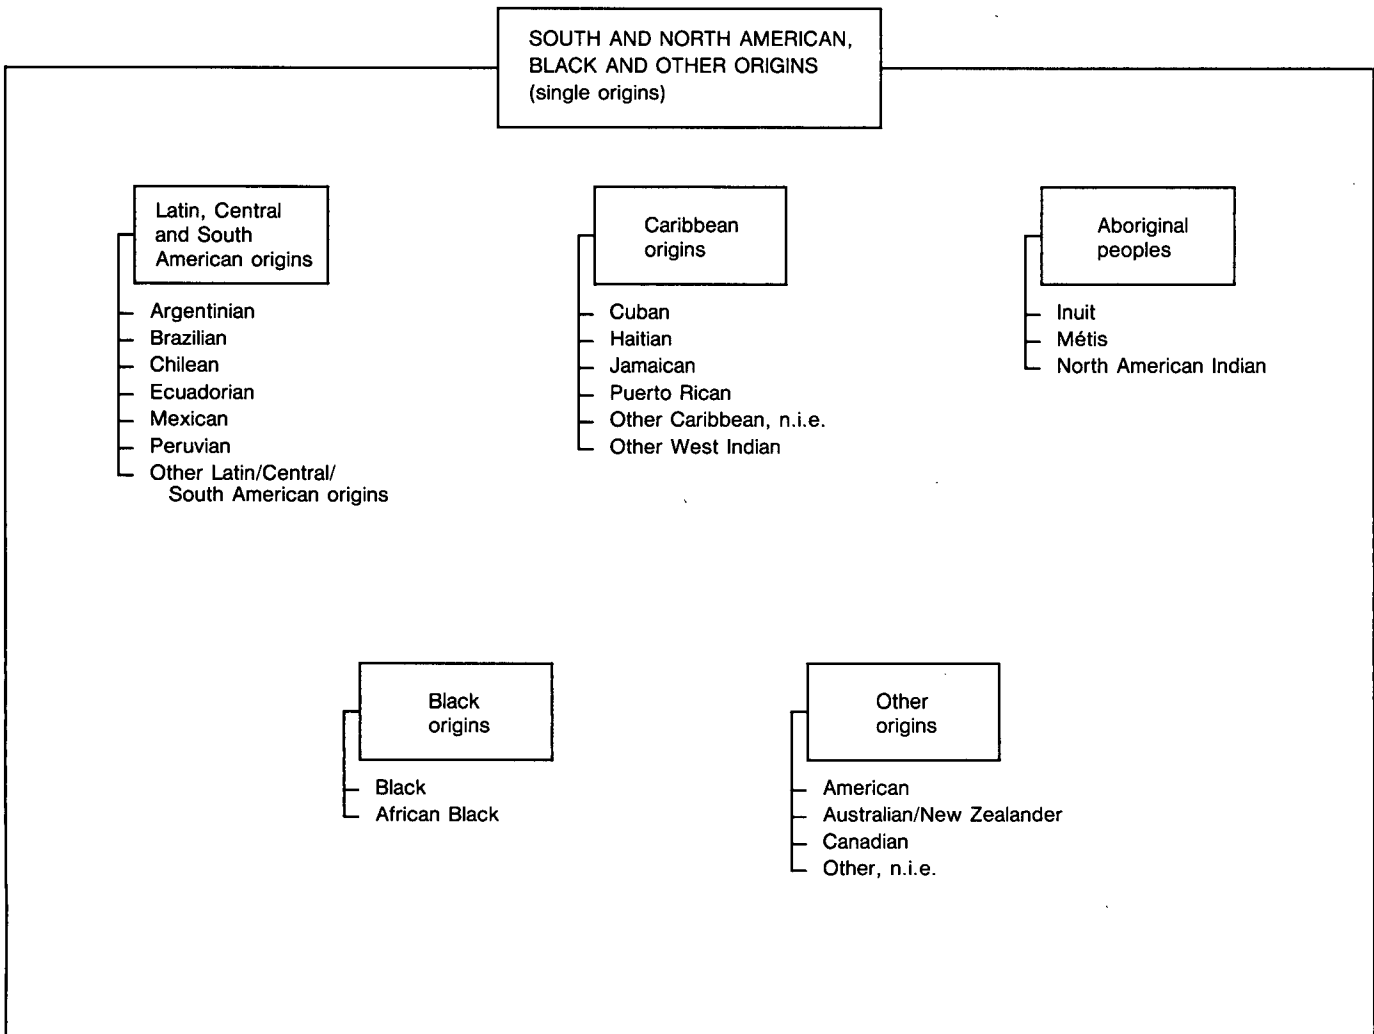 SOUTH AND NORTH AMERICAN,
BLACK AND OTHER ORIGINS
(single origins)
Latin, Central
and South
American origins
Argentinian
Brazilian
Chilean
Ecuadorian
Mexican
Peruvian
Other Latin/Central/
South American origins
Caribbean
origins
Cuban
Haitian
Jamaican
Puerto Rican
Other Caribbean, n.i.e.
Other West Indian
Aboriginal
peoples
Inuit
Métis
North American Indian
Black
origins
Black
African Black
Other
origins
American
Australian/New Zealander
Canadian
Other, n.i.e.